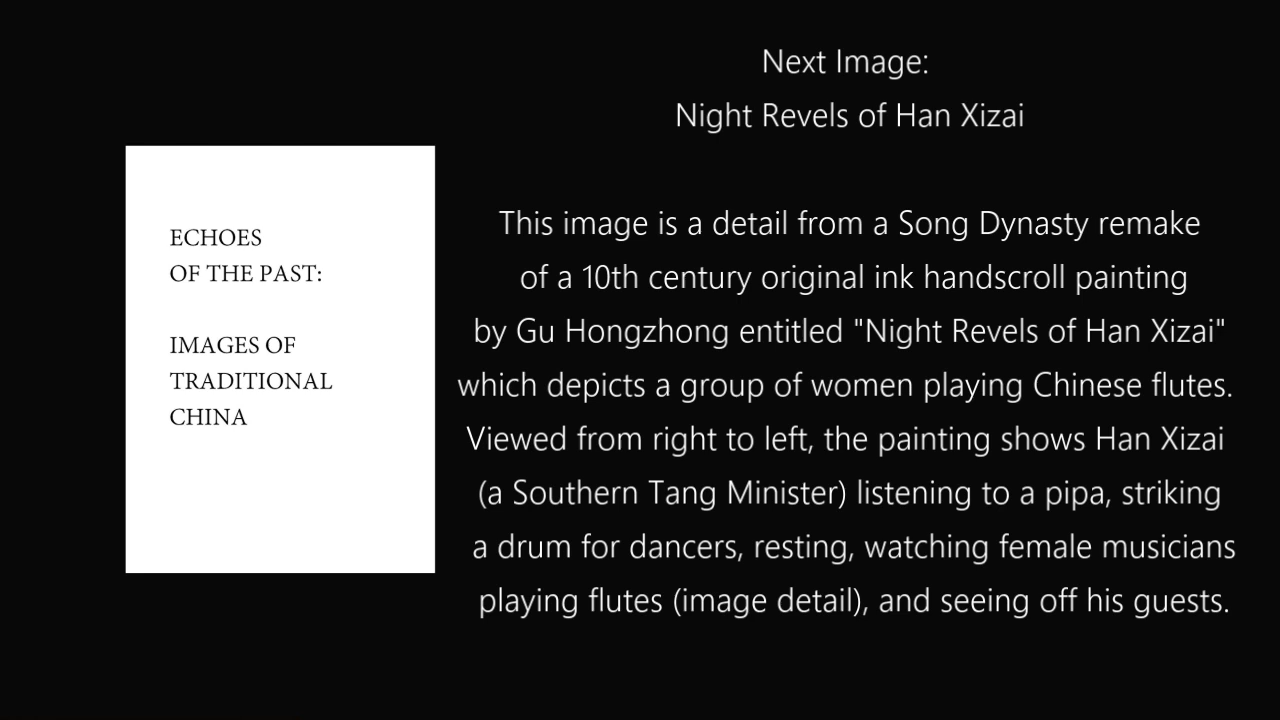 ECHOES
OF THE PAST:
IMAGES OF
TRADITIONAL
CHINA
Next Image:
Night Revels of Han Xizai
This image is a detail from a Song Dynasty remake
of a 10th century original ink handscroll painting
by Gu Hongzhong entitled "Night Revels of Han Xizai"
which depicts a group of women playing Chinese flutes.
Viewed from right to left, the painting shows Han Xizai
(a Southern Tang Minister) listening to a pipa, striking
a drum for dancers, resting, watching female musicians
playing flutes (image detail), and seeing off his guests.